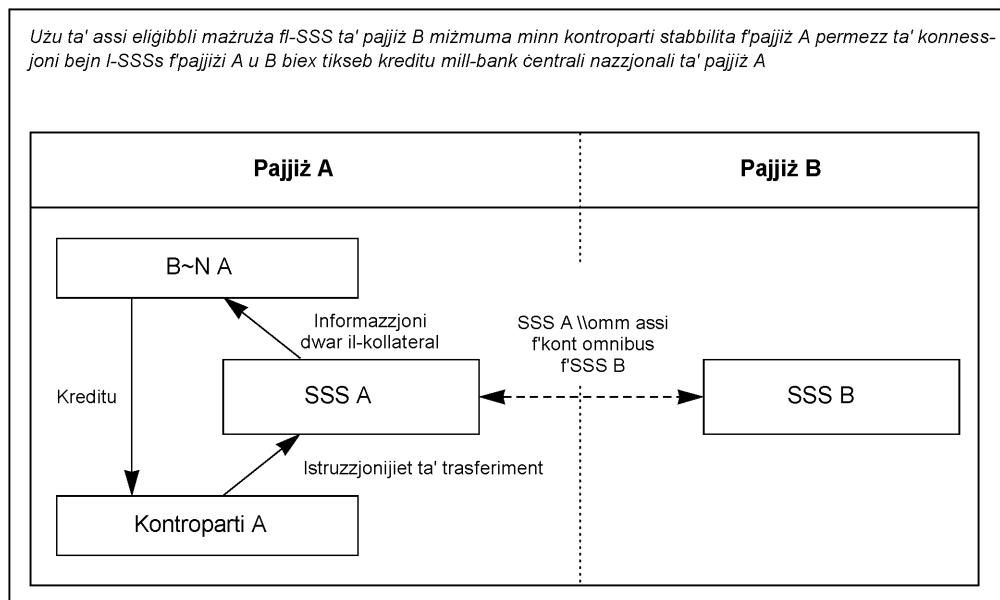 Użu ta' assi eliġibbli mażruża fl-SSS ta' pajjiż B miżmuma minn kontroparti stabbilita f'pajjiż A permezz ta' konness-
joni bejn l-SSSs f'pajjiżi A u B biex tikseb kreditu mill-bank ċentrali nazzjonali ta' pajjiż A
Pajjiż A
Pajjiż B
B~N A
Informazzjoni
dwar il-kollateral
SSS A \\omm assi
f'kont omnibus
f'SSS B
Kreditu
SSS A
SSS B
Istruzzjonijiet ta' trasferiment
Kontroparti A